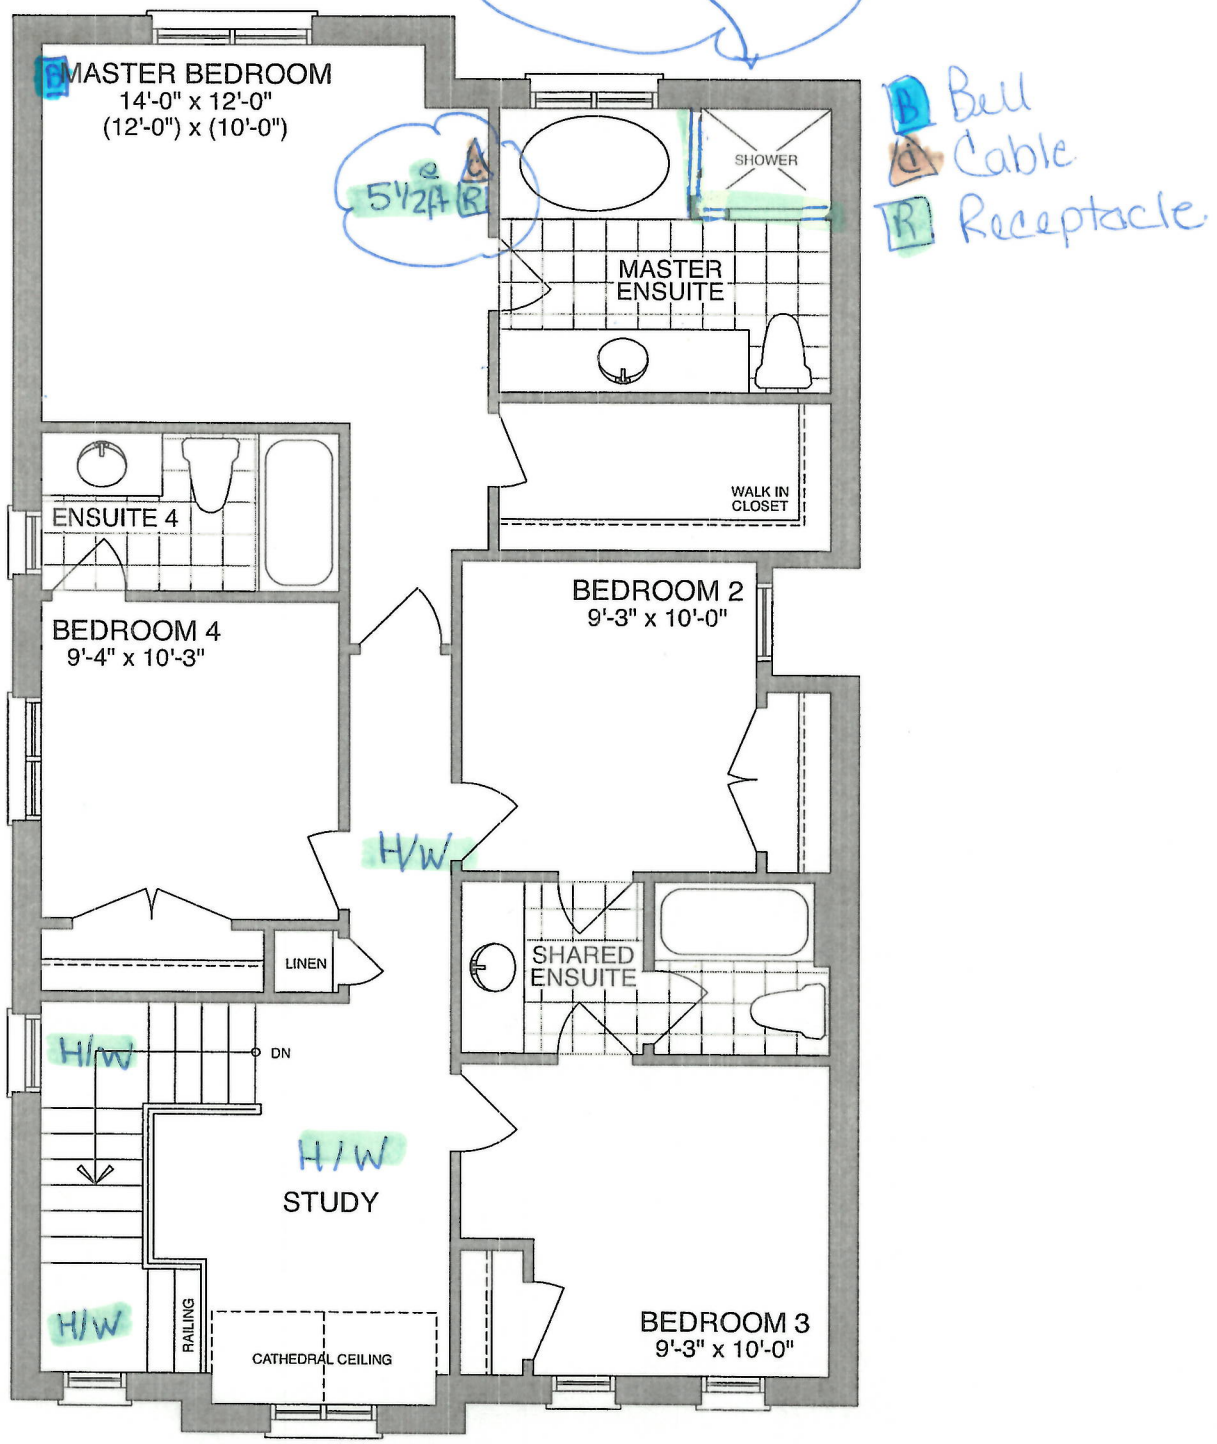 B
MASTER BEDROOM
14'-0" x 12'-0"
(12'-0") x (10'-0")
B Bell
C Cable
R Receptacle
SHOWER
@ C
5 1/2ft R
MASTER
ENSUITE
WALK IN
CLOSET
ENSUITE 4
BEDROOM 2
9'-3" x 10'-0"
BEDROOM 4
9'-4" x 10'-3"
H/W
LINEN
SHARED
ENSUITE
H/W
DN
H/W
STUDY
H/W
RAILING
CATHEDRAL CEILING
BEDROOM 3
9'-3" x 10'-0"